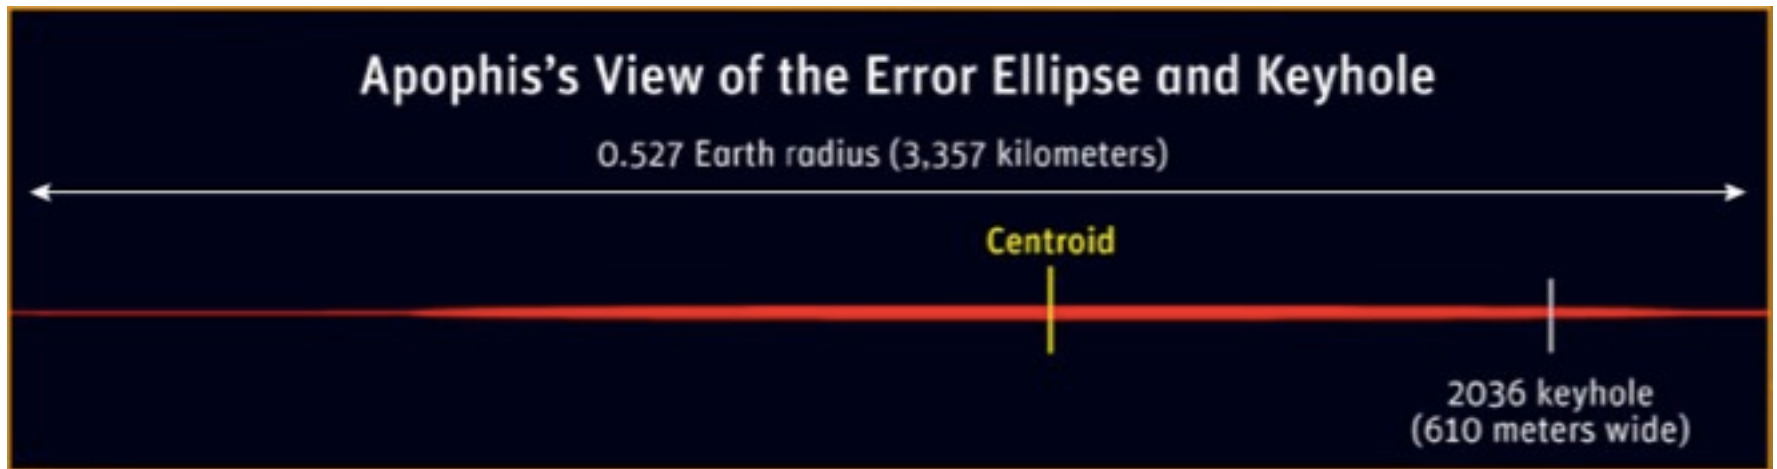 Apophis’s View of the Error Ellipse and Keyhole
0.527 Earth radius (3,357 kilometers)
Centroid
2036 keyhole
(610 meters wide)